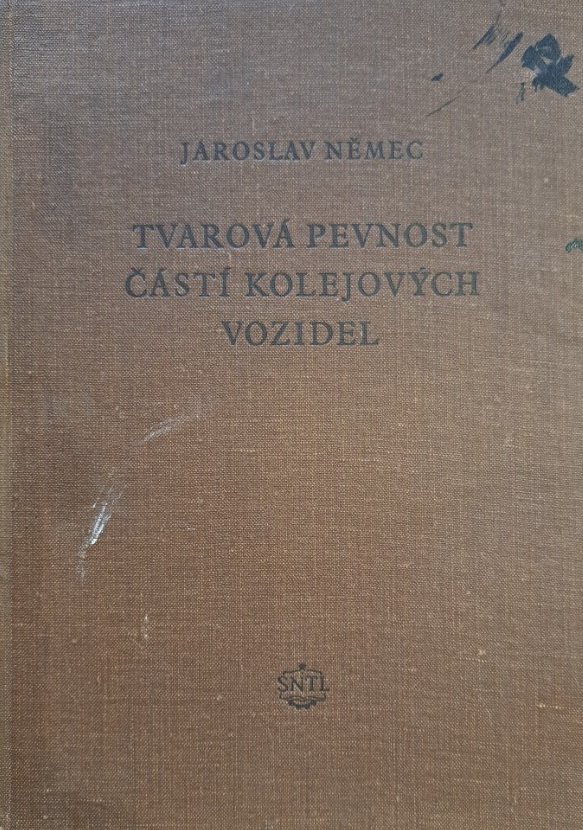 JAROSLAV NĚMEC
TVAROVÁ PEVNOST
ČÁSTÍ KOLEJOVÝCH
VOZIDEL
SNTL